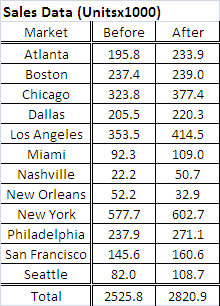 Sales Data (Unitsx1000)
Market Before After
Atlanta 195.8 233.9
Boston 237.4 239.0
Chicago 323.8 377.4
Dallas 205.5 220.3
Los Angeles 353.5 414.5
Miami 92.3 109.0
Nashville 22.2 50.7
New Orleans 52.2 32.9
New York 577.7 602.7
Philadelphia 237.9 271.1
San Francisco 145.6 160.6
Seattle 82.0 108.7
Total 2525.8 2820.9